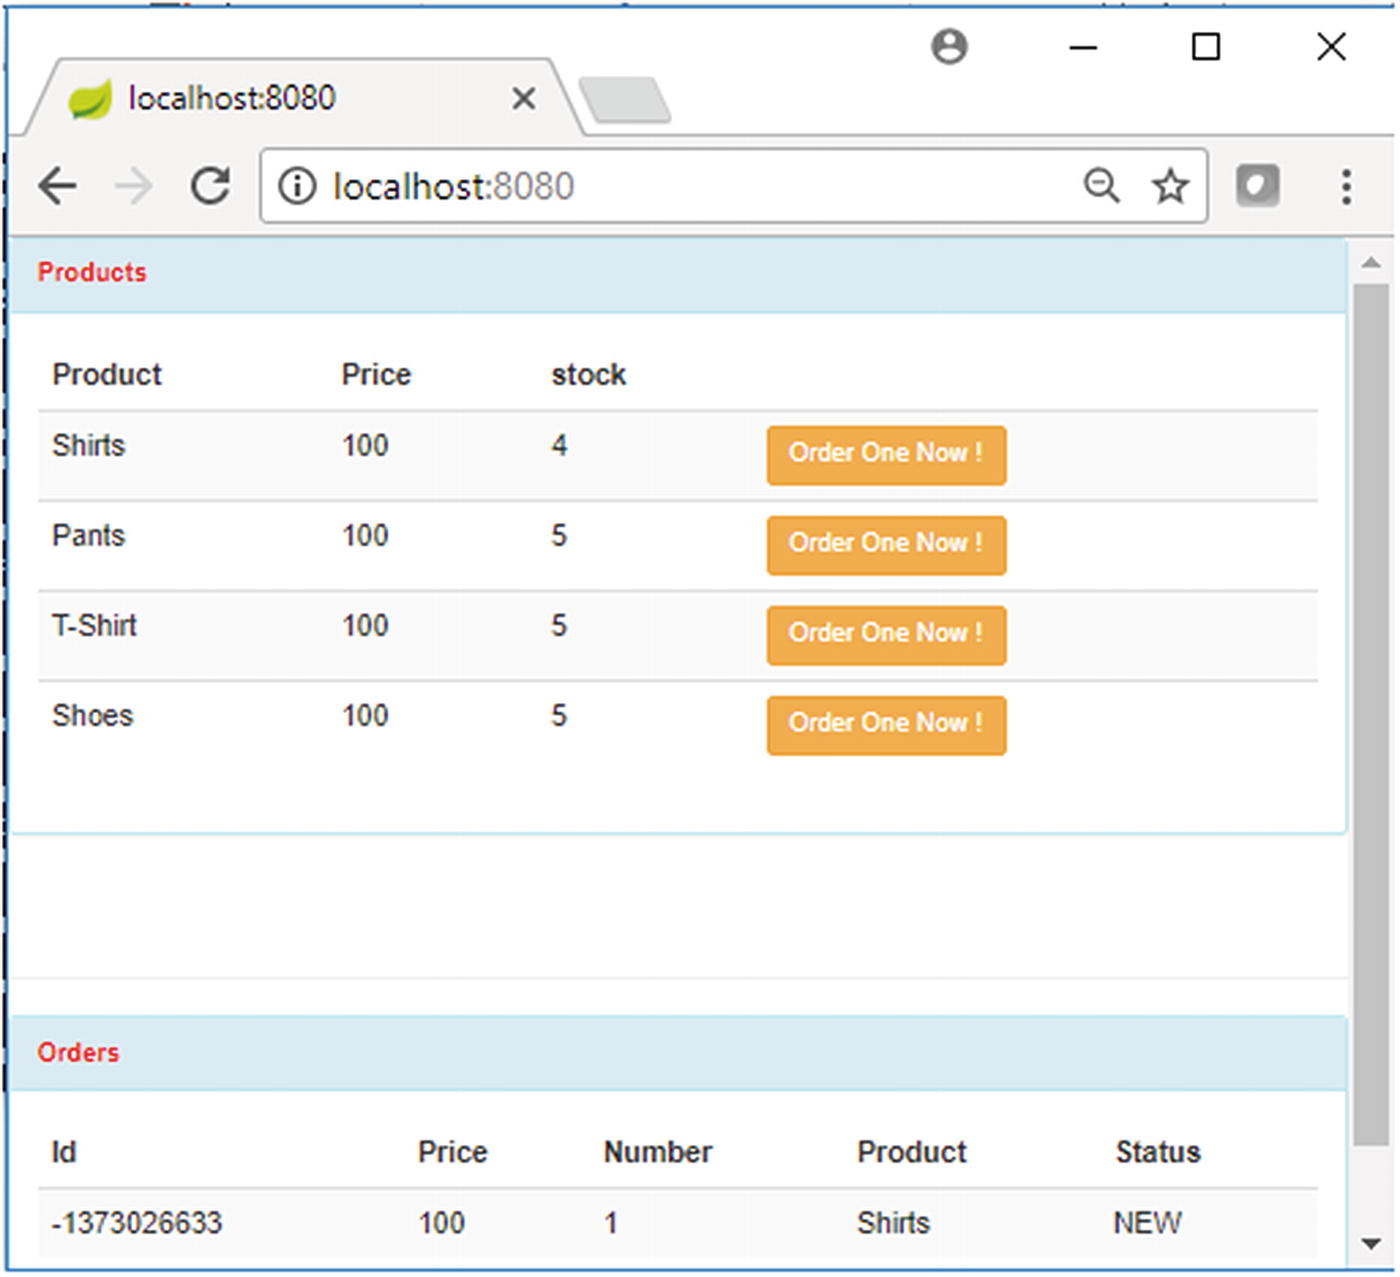 localhost:8080
localhost:8080
Products
Product Price stock
Shirts 100 4 Order One Now !
Pants 100 5 Order One Now !
T-Shirt 100 5 Order One Now !
Shoes 100 5 Order One Now !
Orders
Id Price Number Product Status
-1373026633 100 1 Shirts NEW